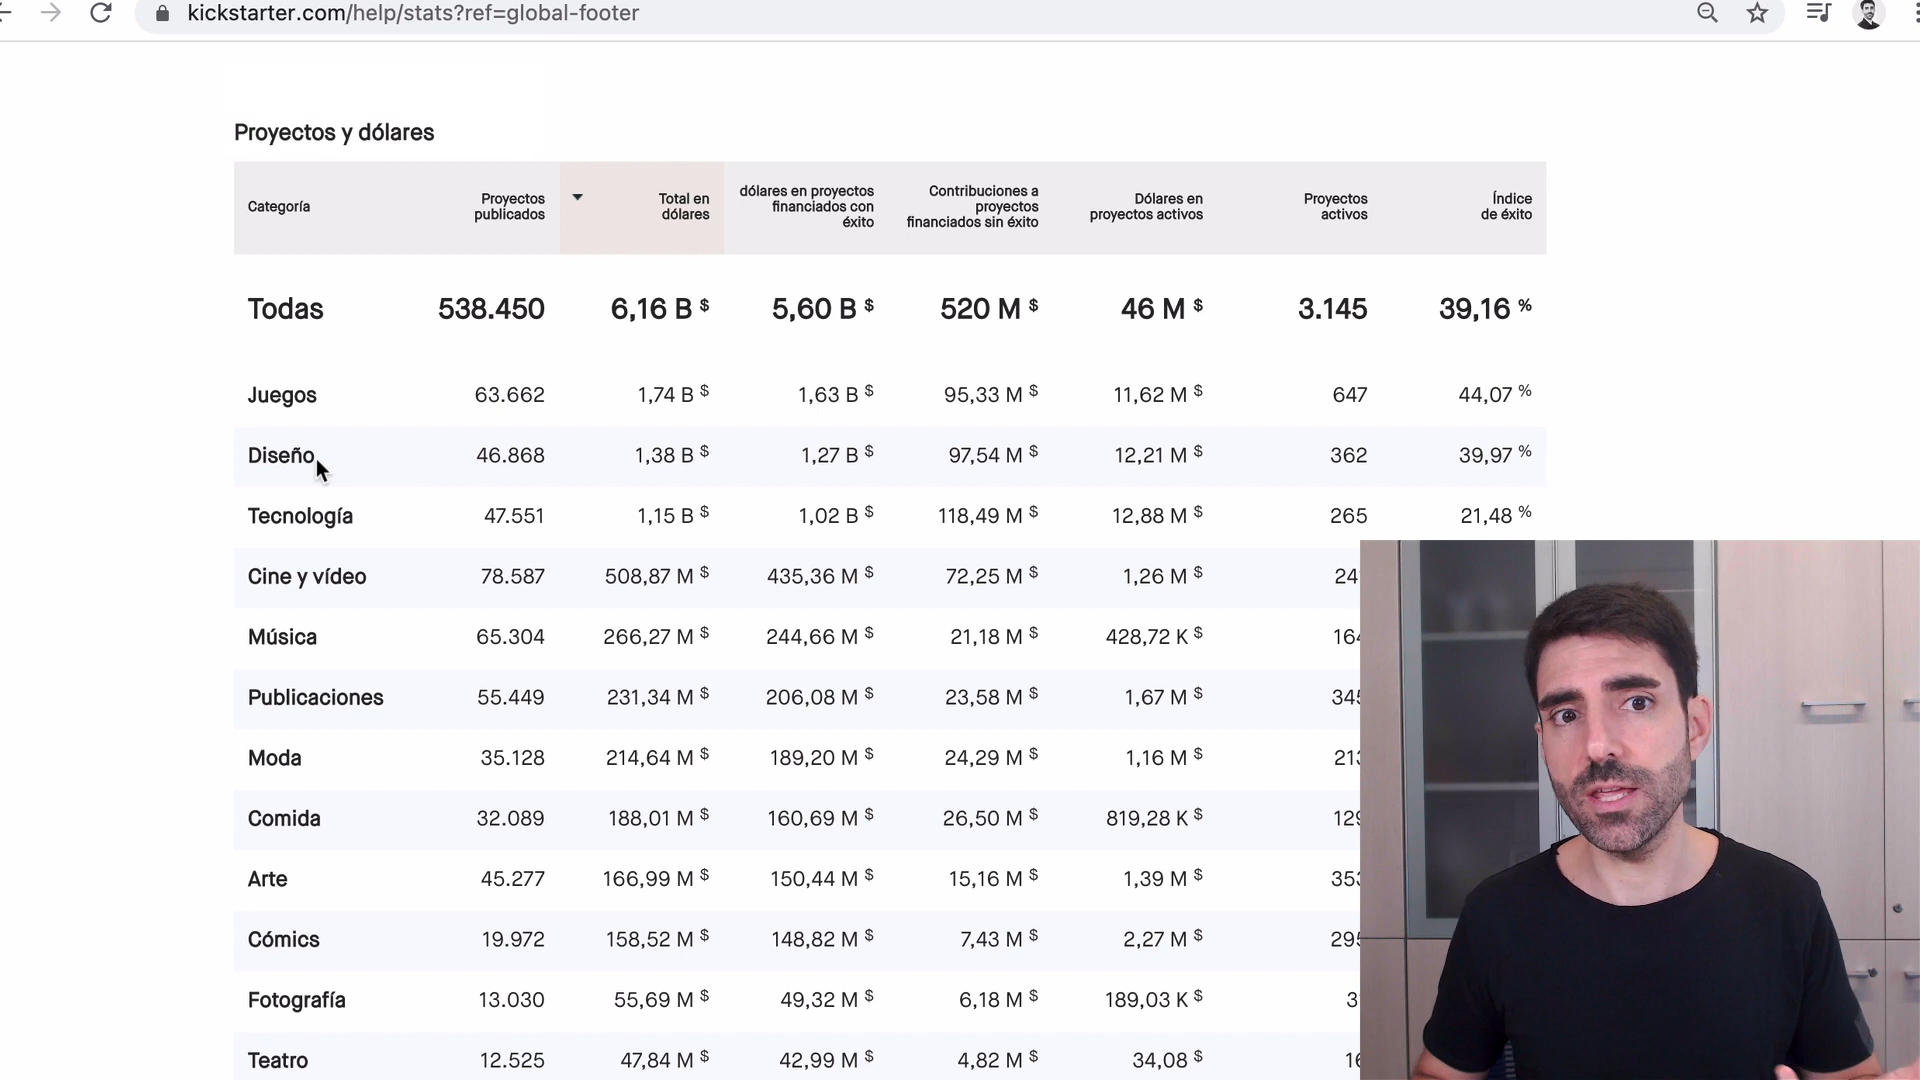 kickstarter.com/help/stats?ref=global-footer
Proyectos y dólares
Categoría
Proyectos
publicados
Total en
dólares
dólares en proyectos
financiados con
éxito
Contribuciones a
proyectos
financiados sin éxito
Dólares en
proyectos activos
Proyectos
activos
Índice
de éxito
Todas 538.450 6,16 B $ 5,60 B $ 520 M $ 46 M $ 3.145 39,16 %
Juegos 63.662 1,74 B $ 1,63 B $ 95,33 M $ 11,62 M $ 647 44,07 %
Diseño 46.868 1,38 B $ 1,27 B $ 97,54 M $ 12,21 M $ 362 39,97 %
Tecnología 47.551 1,15 B $ 1,02 B $ 118,49 M $ 12,88 M $ 265 21,48 %
Cine y vídeo 78.587 508,87 M $ 435,36 M $ 72,25 M $ 1,26 M $
Música 65.304 266,27 M $ 244,66 M $ 21,18 M $ 428,72 K $
Publicaciones 55.449 231,34 M $ 206,08 M $ 23,58 M $ 1,67 M $
Moda 35.128 214,64 M $ 189,20 M $ 24,29 M $ 1,16 M $
Comida 32.089 188,01 M $ 160,69 M $ 26,50 M $ 819,28 K $
Arte 45.277 166,99 M $ 150,44 M $ 15,16 M $ 1,39 M $
Cómics 19.972 158,52 M $ 148,82 M $ 7,43 M $ 2,27 M $
Fotografía 13.030 55,69 M $ 49,32 M $ 6,18 M $ 189,03 K $
Teatro 12.525 47,84 M $ 42,99 M $ 4,82 M $ 34,08 $